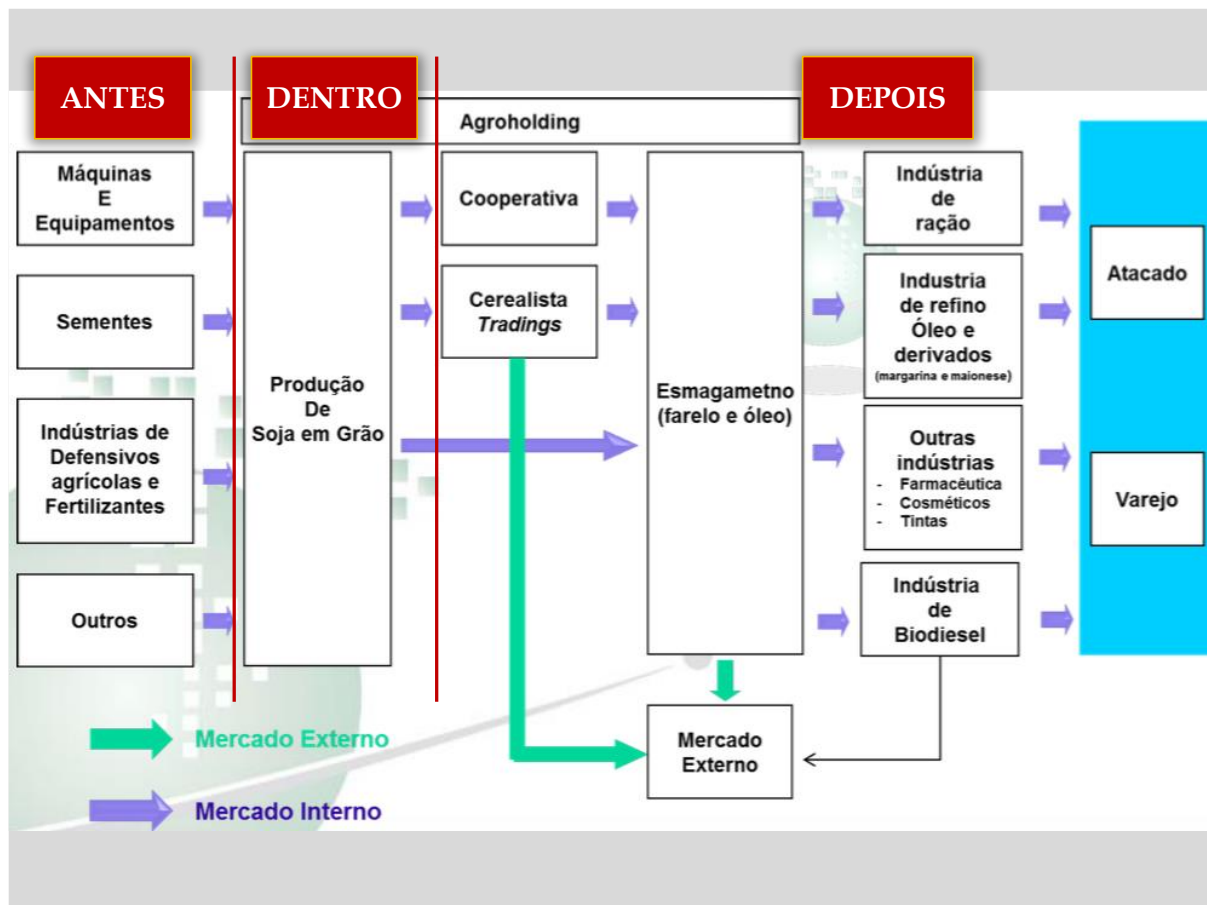 ANTES
DENTRO
DEPOIS
Agroholding
Máquinas
E
Equipamentos
Sementes
Indústrias de
Defensivos
agrícolas e
Fertilizantes
Outros
Produção
De
Soja em Grão
Cooperativa
Cerealista
Tradings
Esmagametno
(farelo e óleo)
Indústria
de
ração
Industria
de refino
Óleo e
derivados
(margarina e maionese)
Outras
indústrias
- Farmacêutica
- Cosméticos
- Tintas
Indústria
de
Biodiesel
Atacado
Varejo
Mercado
Externo
Mercado Externo
Mercado Interno